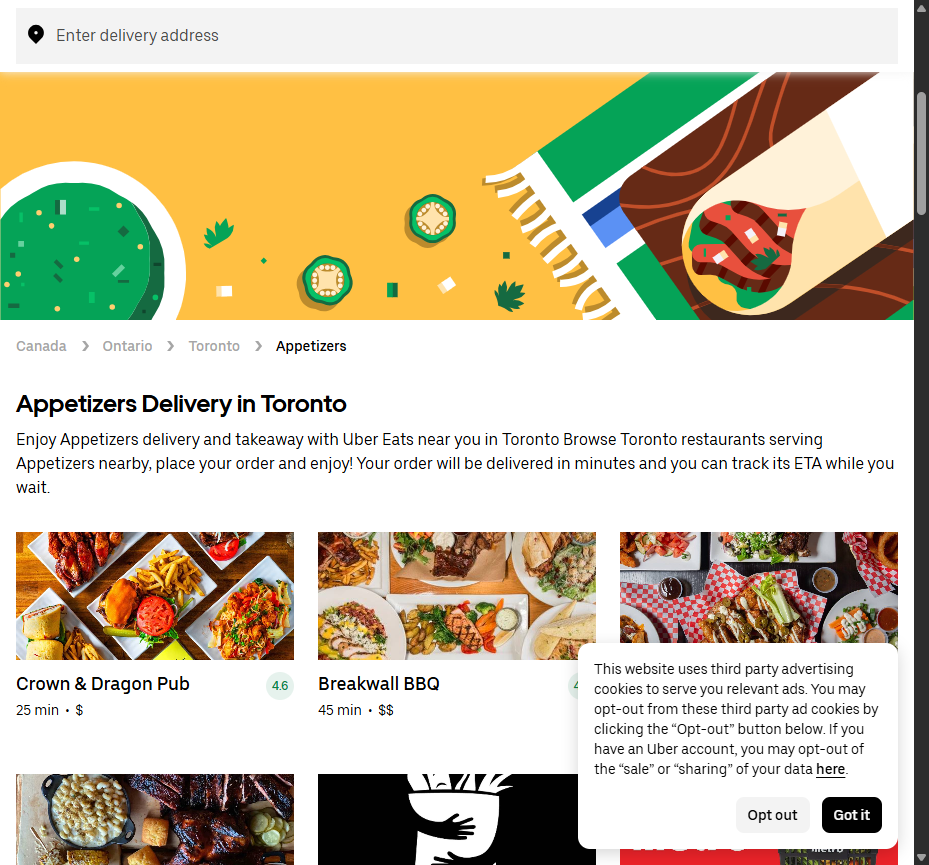 Enter delivery address
Canada > Ontario > Toronto > Appetizers
Appetizers Delivery in Toronto
Enjoy Appetizers delivery and takeaway with Uber Eats near you in Toronto Browse Toronto restaurants serving
Appetizers nearby, place your order and enjoy! Your order will be delivered in minutes and you can track its ETA while you
wait.
Crown & Dragon Pub 4.6
25 min • $
Breakwall BBQ
45 min • $$
This website uses third party advertising
cookies to serve you relevant ads. You may
opt-out from these third party ad cookies by
clicking the “Opt-out” button below. If you
have an Uber account, you may opt-out of
the “sale” or “sharing” of your data here.
Opt out Got it